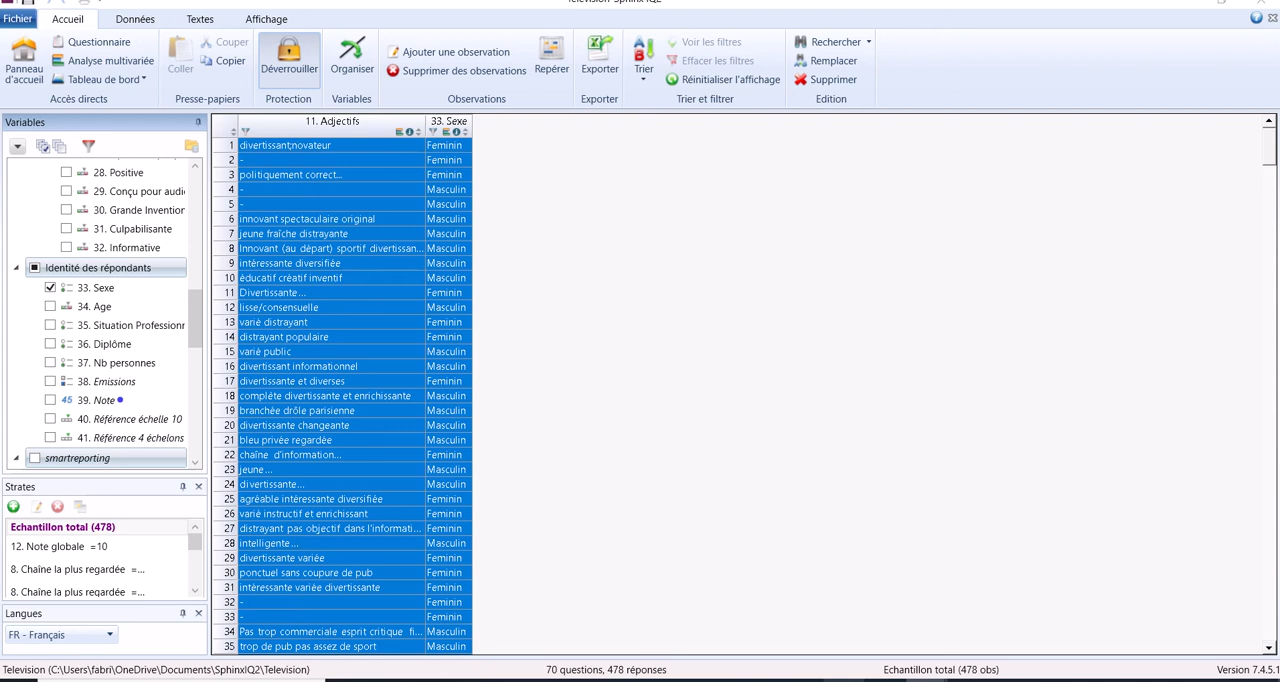 Television-SphinxIQ2
Fichier Accueil Données Textes Affichage
Panneau d'accueil
Questionnaire
Analyse multivariée
Tableau de bord
Accès directs
Coller
Couper
Copier
Presse-papiers
Déverrouiller
Protection
Organiser
Variables
Ajouter une observation
Supprimer des observations
Repérer
Observations
Exporter
Exporter
Trier
Voir les filtres
Effacer les filtres
Réinitialiser l'affichage
Trier et filtrer
Rechercher
Remplacer
Supprimer
Edition
Variables
28. Positive
29. Conçu pour audi
30. Grande Invention
31. Culpabilisante
32. Informative
Identité des répondants
33. Sexe
34. Age
35. Situation Professionr
36. Diplôme
37. Nb personnes
38. Emissions
45 39. Note
40. Référence échelle 10
41. Référence 4 échelons
smartreporting
Strates
Echantillon total (478)
12. Note globale =10
8. Chaîne la plus regardée =...
8. Chaîne la plus regardée =...
Langues
FR - Français
11. Adjectifs 33. Sexe
1 divertissant;novateur Feminin
2 - Feminin
3 politiquement correct... Feminin
4 - Masculin
5 - Masculin
6 innovant spectaculaire original Masculin
7 jeune fraîche distrayante Masculin
8 Innovant (au départ) sportif divertissan... Masculin
9 intéressante diversifiée Masculin
10 éducatif créatif inventif Masculin
11 Divertissante... Feminin
12 lisse/consensuelle Masculin
13 varié distrayant Feminin
14 distrayant populaire Feminin
15 varié public Masculin
16 divertissant informationnel Masculin
17 divertissante et diverses Feminin
18 complète divertissante et enrichissante Masculin
19 branchée drôle parisienne Masculin
20 divertissante changeante Masculin
21 bleu privée regardée Masculin
22 chaîne d'information... Feminin
23 jeune... Masculin
24 divertissante... Masculin
25 agréable intéressante diversifiée Feminin
26 varié instructif et enrichissant Feminin
27 distrayant pas objectif dans l'informati... Feminin
28 intelligente... Masculin
29 divertissante variée Feminin
30 ponctuel sans coupure de pub Feminin
31 intéressante variée divertissante Feminin
32 - Feminin
33 - Feminin
34 Pas trop commerciale esprit critique fi... Masculin
35 trop de pub pas assez de sport Masculin
Television (C:\Users\fabri\OneDrive\Documents\SphinxIQ2\Television) 70 questions, 478 réponses Echantillon total (478 obs) Version 7.4.5.1